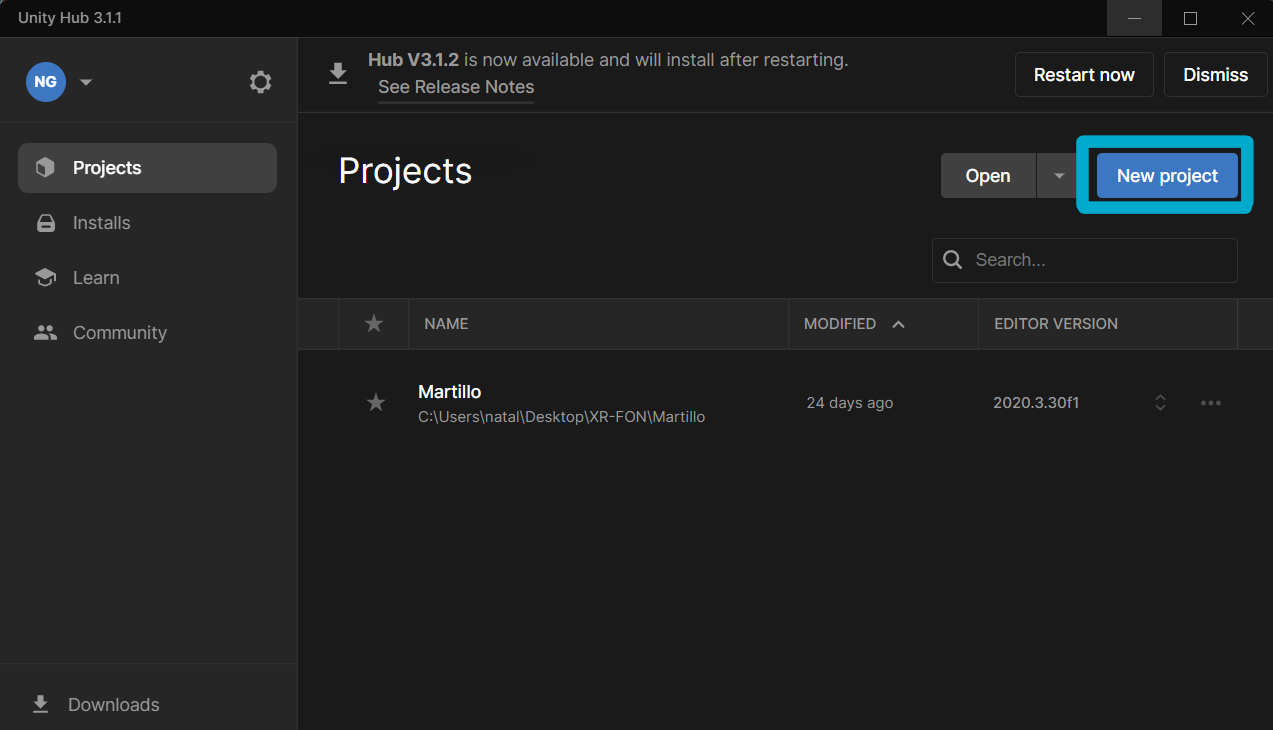 Unity Hub 3.1.1
NG
Hub V3.1.2 is now available and will install after restarting.
See Release Notes
Restart now
Dismiss
Projects
Installs
Learn
Community
Downloads
Projects
Open
New project
Search...
NAME
MODIFIED
EDITOR VERSION
Martillo
C:\Users\natal\Desktop\XR-FON\Martillo
24 days ago
2020.3.30f1